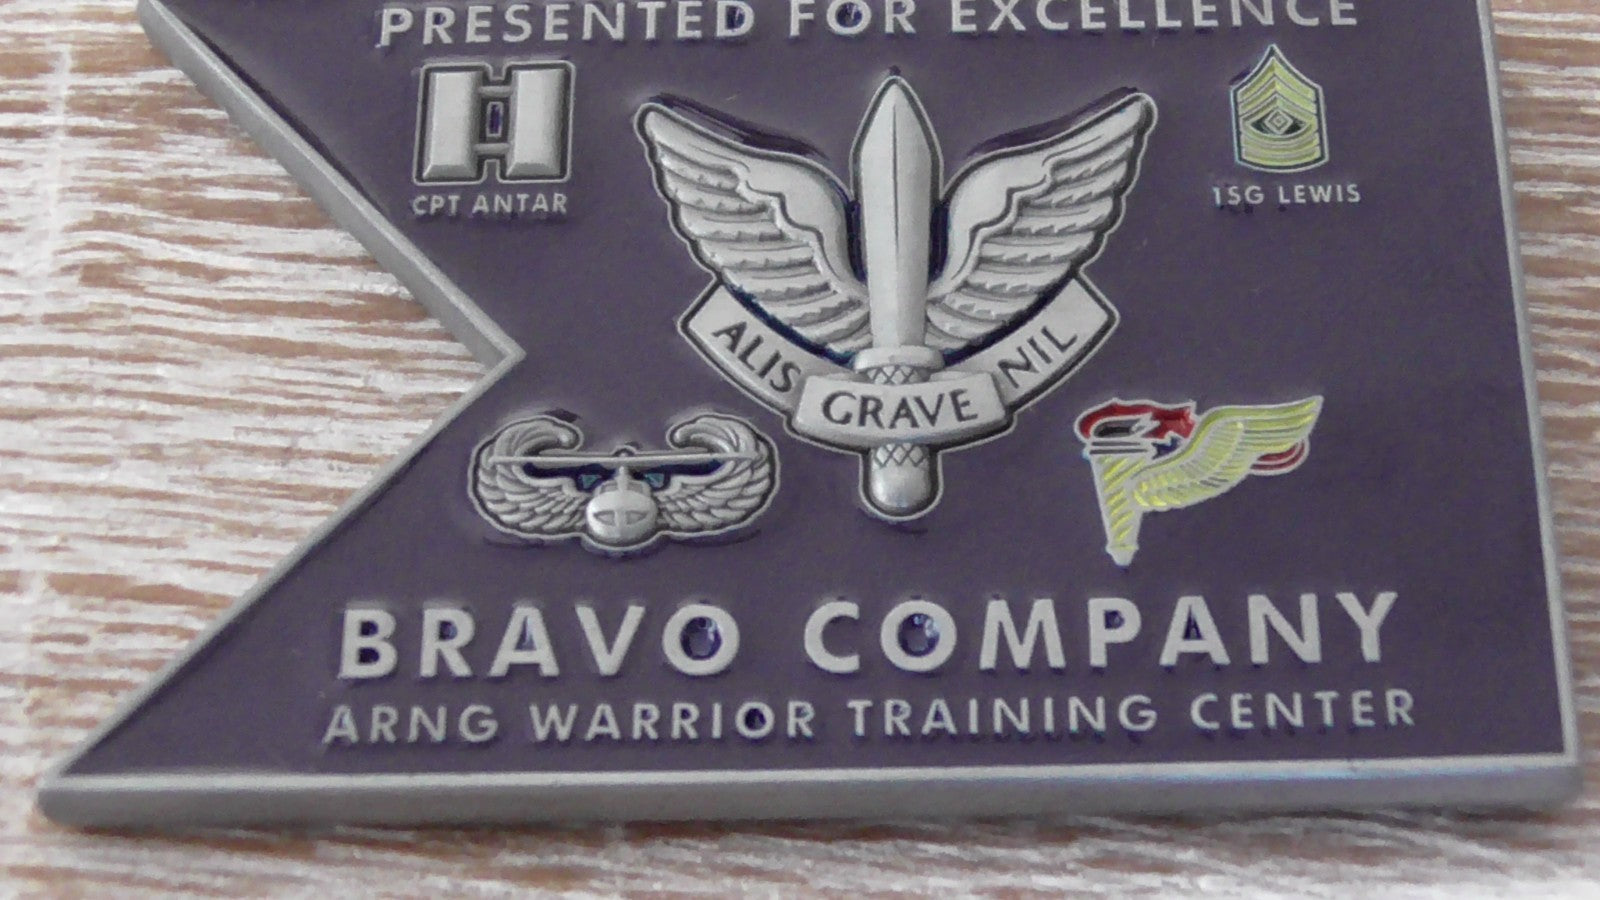 PRESENTED FOR EXCELLENCE
CPT ANTAR
1SG LEWIS
ALIS GRAVE NIL
BRAVO COMPANY
ARNG WARRIOR TRAINING CENTER